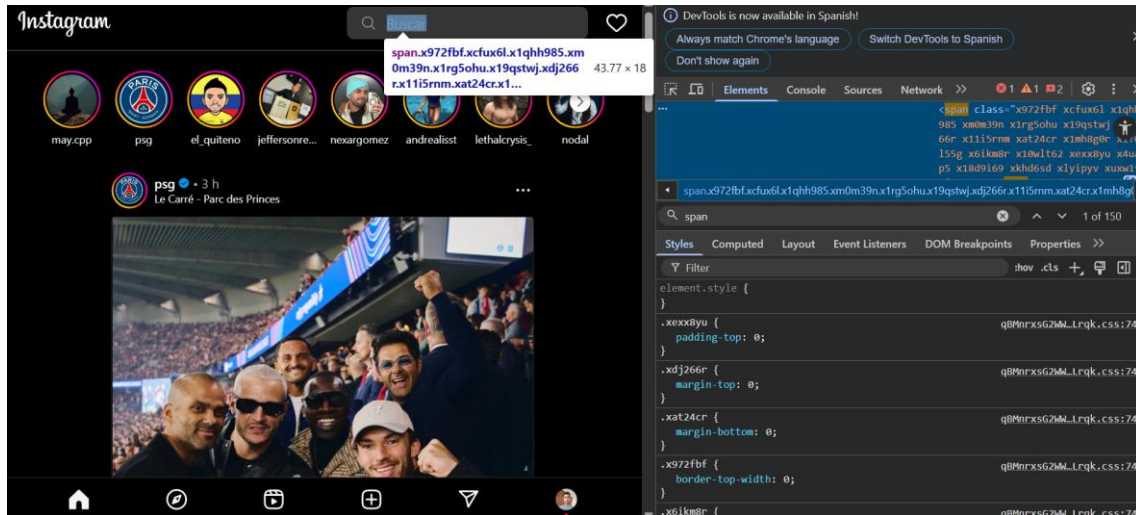 Instagram
Buscar
span.x972fbf.xcfux6l.x1qhh985.xm
0m39n.x1rg5ohu.x19qstwj.xdj266
r.x11i5rnm.xat24cr.x1...
43.77 × 18
may.cpp
psg
el_quiteno
jeffersonre...
nexargomez
andrealisst
lethalcrysis_
nodal
psg • 3 h
Le Carré - Parc des Princes
DevTools is now available in Spanish!
Always match Chrome's language
Switch DevTools to Spanish
Don't show again
Elements Console Sources Network 1 1 2
<span class="x972fbf xcfux6l x1qh
985 xm0m39n x1rg5ohu x19qstwj
66r x11i5rnm xat24cr x1mh8g0r
l55g x6ikm8r x10wlt62 xexx8yu x4ua
p5 x18d9i69 xkhd6sd x1yipyv xuxw1
span.x972fbf.xcfux6l.x1qhh985.xm0m39n.x1rg5ohu.x19qstwj.xdj266r.x11i5rnm.xat24cr.x1mh8g
span
1 of 150
Styles Computed Layout Event Listeners DOM Breakpoints Properties
Filter
:hov .cls
element.style {
}
.xexx8yu {
qBMnrxsG2WW…Lrqk.css:74
padding-top: 0;
}
.xdj266r {
qBMnrxsG2WW…Lrqk.css:74
margin-top: 0;
}
.xat24cr {
qBMnrxsG2WW…Lrqk.css:74
margin-bottom: 0;
}
.x972fbf {
qBMnrxsG2WW…Lrqk.css:74
border-top-width: 0;
}
.x6ikm8r {
qBMnrxsG2WW…Lrqk.css:74